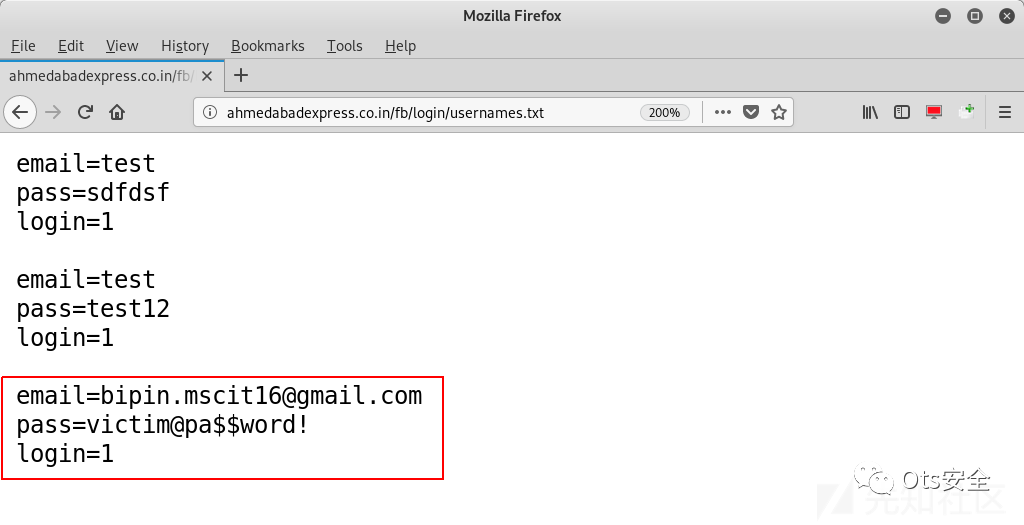 Mozilla Firefox
File Edit View History Bookmarks Tools Help
ahmedabadexpress.co.in/fb/
ahmedabadexpress.co.in/fb/login/usernames.txt 200%
email=test
pass=sdfdsf
login=1
email=test
pass=test12
login=1
email=bipin.mscit16@gmail.com
pass=victim@pa$$word!
login=1
Ots安全
先知社区